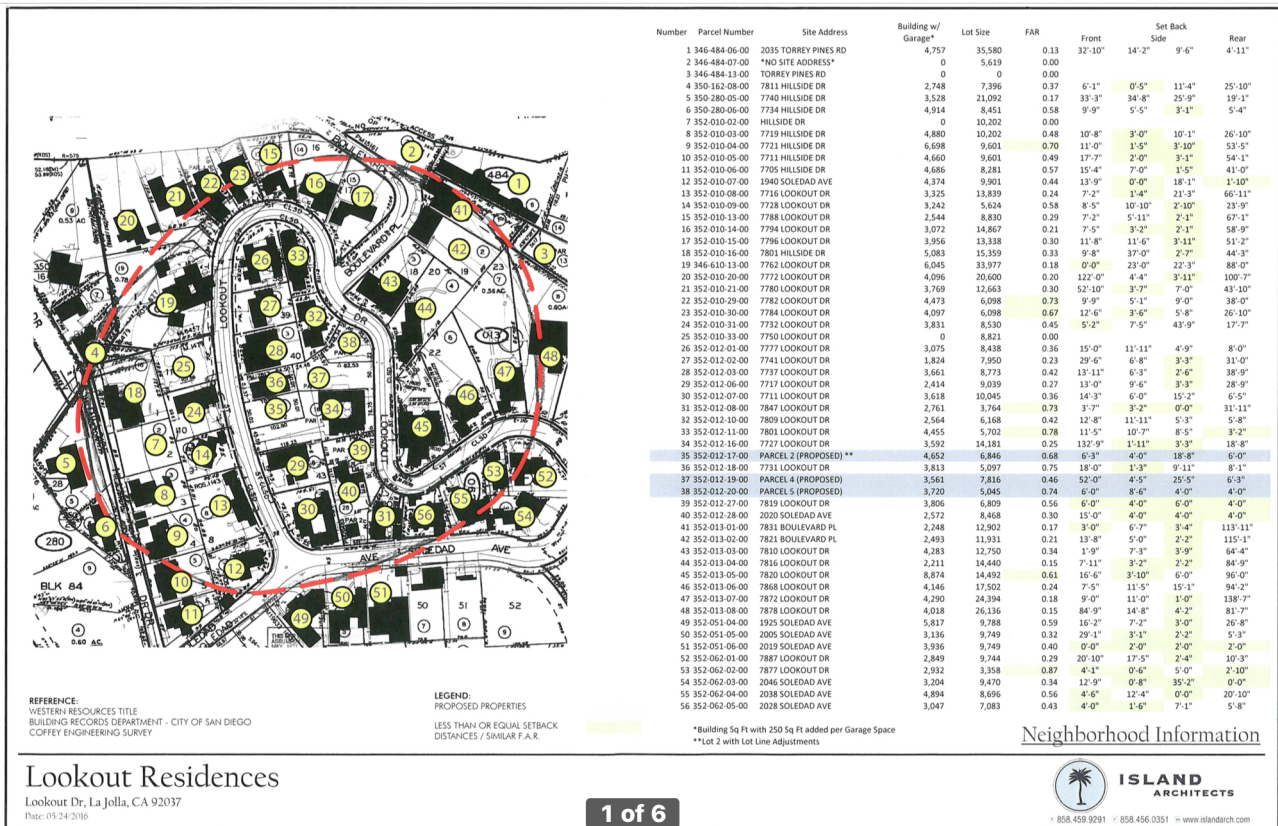 Number Parcel Number Site Address Building w/ Garage* Lot Size FAR Set Back
Front Side Rear
1 346-484-06-00 2035 TORREY PINES RD 4,757 35,580 0.13 32'-10" 14'-2" 9'-6" 4'-11"
2 346-484-07-00 *NO SITE ADDRESS* 0 5,619 0.00
3 346-484-13-00 TORREY PINES RD 0 0 0.00
4 350-162-08-00 7811 HILLSIDE DR 2,748 7,396 0.37 6'-1" 0'-5" 11'-4" 25'-10"
5 350-280-05-00 7740 HILLSIDE DR 3,528 21,092 0.17 33'-3" 34'-8" 25'-9" 19'-1"
6 350-280-06-00 7734 HILLSIDE DR 4,914 8,451 0.58 9'-9" 5'-5" 3'-1" 5'-4"
7 352-010-02-00 HILLSIDE DR 0 10,202 0.00
8 352-010-03-00 7719 HILLSIDE DR 4,880 10,202 0.48 10'-8" 3'-0" 10'-1" 26'-10"
9 352-010-04-00 7721 HILLSIDE DR 6,698 9,601 0.70 11'-0" 1'-5" 3'-10" 53'-5"
10 352-010-05-00 7711 HILLSIDE DR 4,660 9,601 0.49 17'-7" 2'-0" 3'-1" 54'-1"
11 352-010-06-00 7705 HILLSIDE DR 4,686 8,281 0.57 15'-4" 7'-0" 1'-5" 41'-0"
12 352-010-07-00 1940 SOLEDAD AVE 4,374 9,901 0.44 13'-9" 0'-0" 18'-1" 1'-10"
13 352-010-08-00 7716 LOOKOUT DR 3,325 13,839 0.24 7'-2" 1'-4" 21'-3" 66'-11"
14 352-010-09-00 7728 LOOKOUT DR 3,242 5,624 0.58 8'-5" 10'-10" 2'-10" 23'-9"
15 352-010-13-00 7788 LOOKOUT DR 2,544 8,830 0.29 7'-2" 5'-11" 2'-1" 67'-1"
16 352-010-14-00 7794 LOOKOUT DR 3,072 14,867 0.21 7'-5" 3'-2" 2'-1" 58'-9"
17 352-010-15-00 7796 LOOKOUT DR 3,956 13,338 0.30 11'-8" 11'-6" 3'-11" 51'-2"
18 352-010-16-00 7801 HILLSIDE DR 5,083 15,359 0.33 9'-8" 37'-0" 2'-7" 44'-3"
19 346-610-13-00 7762 LOOKOUT DR 6,045 33,977 0.18 0'-0" 23'-0" 22'-3" 88'-0"
20 352-010-20-00 7772 LOOKOUT DR 4,096 20,600 0.20 122'-0" 4'-4" 3'-11" 100'-7"
21 352-010-21-00 7780 LOOKOUT DR 3,769 12,663 0.30 52'-10" 3'-7" 7'-0" 43'-10"
22 352-010-29-00 7782 LOOKOUT DR 4,473 6,098 0.73 9'-9" 5'-1" 9'-0" 38'-0"
23 352-010-30-00 7784 LOOKOUT DR 4,097 6,098 0.67 12'-6" 3'-6" 5'-8" 26'-10"
24 352-010-31-00 7732 LOOKOUT DR 3,831 8,530 0.45 5'-2" 7'-5" 43'-9" 17'-7"
25 352-010-33-00 7750 LOOKOUT DR 0 8,821 0.00
26 352-012-01-00 7777 LOOKOUT DR 3,075 8,438 0.36 15'-0" 11'-11" 4'-9" 8'-0"
27 352-012-02-00 7741 LOOKOUT DR 1,824 7,950 0.23 29'-6" 6'-8" 3'-3" 31'-0"
28 352-012-03-00 7737 LOOKOUT DR 3,661 8,773 0.42 13'-11" 6'-3" 2'-6" 38'-9"
29 352-012-06-00 7717 LOOKOUT DR 2,414 9,039 0.27 13'-0" 9'-6" 3'-3" 28'-9"
30 352-012-07-00 7711 LOOKOUT DR 3,618 10,045 0.36 14'-3" 6'-0" 15'-2" 6'-5"
31 352-012-08-00 7847 LOOKOUT DR 2,761 3,764 0.73 3'-7" 3'-2" 0'-0" 31'-11"
32 352-012-10-00 7809 LOOKOUT DR 2,564 6,168 0.42 12'-8" 11'-11" 5'-3" 5'-8"
33 352-012-11-00 7801 LOOKOUT DR 4,455 5,702 0.78 11'-5" 10'-7" 8'-5" 3'-2"
34 352-012-16-00 7727 LOOKOUT DR 3,592 14,181 0.25 132'-9" 1'-11" 3'-3" 18'-8"
35 352-012-17-00 PARCEL 2 (PROPOSED) ** 4,652 6,846 0.68 6'-3" 4'-0" 18'-8" 6'-0"
36 352-012-18-00 7731 LOOKOUT DR 3,813 5,097 0.75 18'-0" 1'-3" 9'-11" 8'-1"
37 352-012-19-00 PARCEL 4 (PROPOSED) 3,561 7,816 0.46 52'-0" 4'-5" 25'-5" 6'-3"
38 352-012-20-00 PARCEL 5 (PROPOSED) 3,720 5,045 0.74 6'-0" 8'-6" 4'-0" 4'-0"
39 352-012-27-00 7819 LOOKOUT DR 3,806 6,809 0.56 6'-0" 4'-0" 6'-0" 4'-0"
40 352-012-28-00 2020 SOLEDAD AVE 2,572 8,468 0.30 15'-0" 4'-0" 4'-0" 4'-0"
41 352-013-01-00 7831 BOULEVARD PL 2,248 12,902 0.17 3'-0" 6'-7" 3'-4" 113'-11"
42 352-013-02-00 7821 BOULEVARD PL 2,493 11,931 0.21 13'-8" 5'-0" 2'-2" 115'-1"
43 352-013-03-00 7810 LOOKOUT DR 4,283 12,750 0.34 1'-9" 7'-3" 3'-9" 64'-4"
44 352-013-04-00 7816 LOOKOUT DR 2,211 14,440 0.15 7'-11" 3'-2" 2'-2" 84'-9"
45 352-013-05-00 7820 LOOKOUT DR 8,874 14,492 0.61 16'-6" 3'-10" 6'-0" 96'-0"
46 352-013-06-00 7868 LOOKOUT DR 4,146 17,502 0.24 7'-5" 11'-5" 15'-1" 94'-2"
47 352-013-07-00 7872 LOOKOUT DR 4,290 24,394 0.18 9'-0" 11'-0" 1'-0" 138'-7"
48 352-013-08-00 7878 LOOKOUT DR 4,018 26,136 0.15 84'-9" 14'-8" 4'-2" 81'-7"
49 352-051-04-00 1925 SOLEDAD AVE 5,817 9,788 0.59 16'-2" 7'-2" 3'-0" 26'-8"
50 352-051-05-00 2005 SOLEDAD AVE 3,136 9,749 0.32 29'-1" 3'-1" 2'-2" 5'-3"
51 352-051-06-00 2019 SOLEDAD AVE 3,936 9,749 0.40 0'-0" 2'-0" 2'-0" 2'-0"
52 352-062-01-00 7887 LOOKOUT DR 2,849 9,744 0.29 20'-10" 17'-5" 2'-4" 10'-3"
53 352-062-02-00 7877 LOOKOUT DR 2,932 3,358 0.87 4'-1" 0'-6" 5'-0" 2'-10"
54 352-062-03-00 2046 SOLEDAD AVE 3,204 9,470 0.34 12'-9" 0'-8" 35'-2" 0'-0"
55 352-062-04-00 2038 SOLEDAD AVE 4,894 8,696 0.56 4'-6" 12'-4" 0'-0" 20'-10"
56 352-062-05-00 2028 SOLEDAD AVE 3,047 7,083 0.43 4'-0" 1'-6" 7'-1" 5'-8"
*Building Sq Ft with 250 Sq Ft added per Garage Space
**Lot 2 with Lot Line Adjustments
NO ACCESS
BOULEVARD
BOULEVARD PL
LOOKOUT
DR
SOLEDAD AVE
AVE
BLK 84
0.60 AC.
0.53 AC
280
484
REFERENCE:
WESTERN RESOURCES TITLE
BUILDING RECORDS DEPARTMENT - CITY OF SAN DIEGO
COFFEY ENGINEERING SURVEY
LEGEND:
PROPOSED PROPERTIES
LESS THAN OR EQUAL SETBACK
DISTANCES / SIMILAR F.A.R.
Neighborhood Information
Lookout Residences
Lookout Dr, La Jolla, CA 92037
Date: 05/24/2016
1 of 6
ISLAND
ARCHITECTS
858.459.9291 858.456.0351 www.islandarch.com